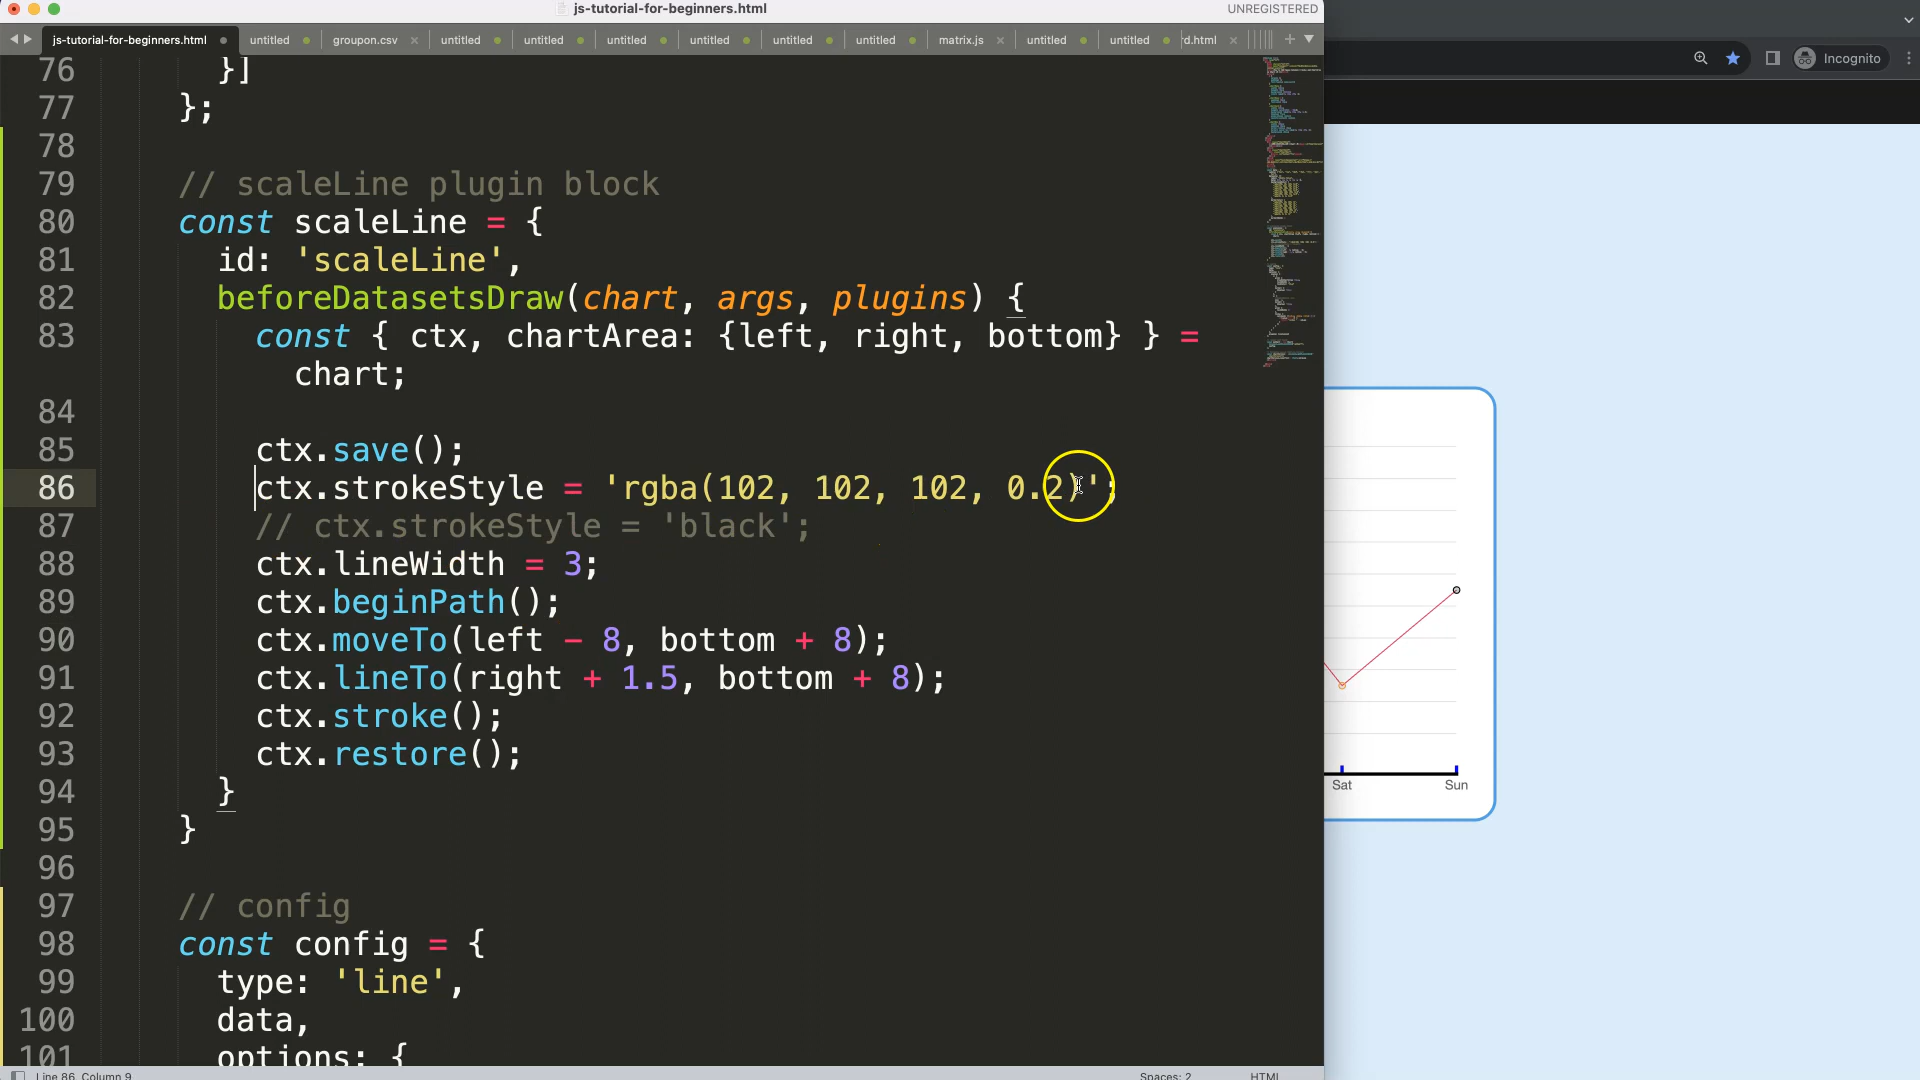 js-tutorial-for-beginners.html
UNREGISTERED
js-tutorial-for-beginners.html untitled groupon.csv untitled untitled untitled untitled untitled untitled matrix.js untitled untitled rd.html
Incognito
76 }]
77 };
78
79 // scaleLine plugin block
80 const scaleLine = {
81 id: 'scaleLine',
82 beforeDatasetsDraw(chart, args, plugins) {
83 const { ctx, chartArea: {left, right, bottom} } =
chart;
84
85 ctx.save();
86 ctx.strokeStyle = 'rgba(102, 102, 102, 0.2)';
87 // ctx.strokeStyle = 'black';
88 ctx.lineWidth = 3;
89 ctx.beginPath();
90 ctx.moveTo(left - 8, bottom + 8);
91 ctx.lineTo(right + 1.5, bottom + 8);
92 ctx.stroke();
93 ctx.restore();
94 }
95 }
96
97 // config
98 const config = {
99 type: 'line',
100 data,
101 options: {
Sat Sun
Line 86, Column 9
Spaces: 2
HTML